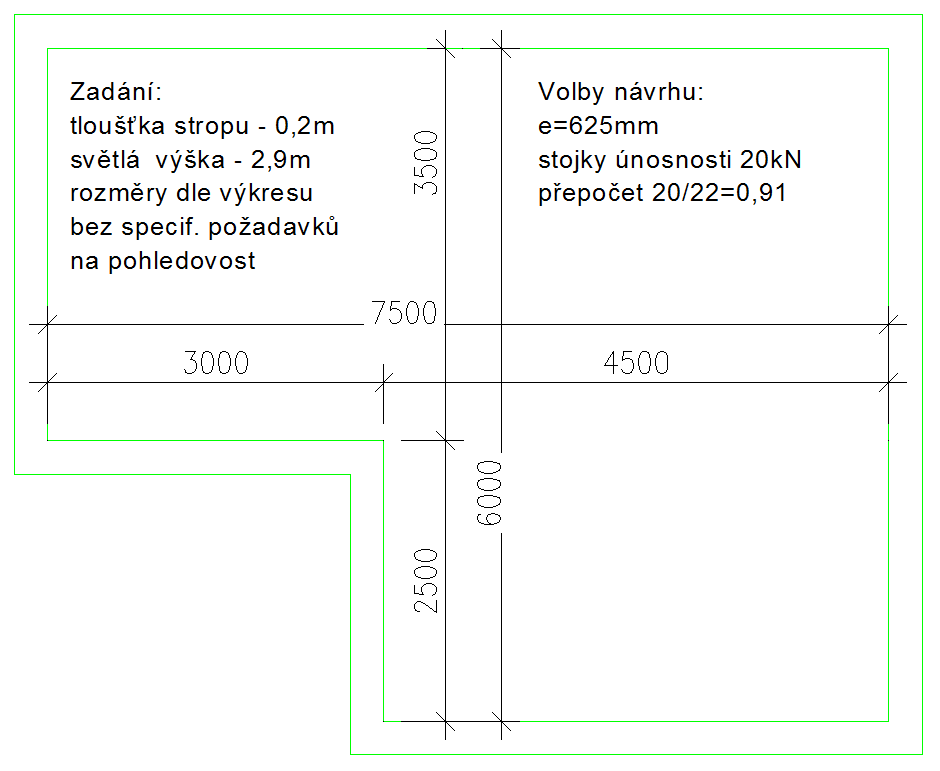 Zadání:
tloušťka stropu - 0,2m
světlá  výška - 2,9m
rozměry dle výkresu
bez specif. požadavků
na pohledovost
Volby návrhu:
e=625mm
stojky únosnosti 20kN
přepočet 20/22=0,91
3500
7500
3000
4500
6000
2500